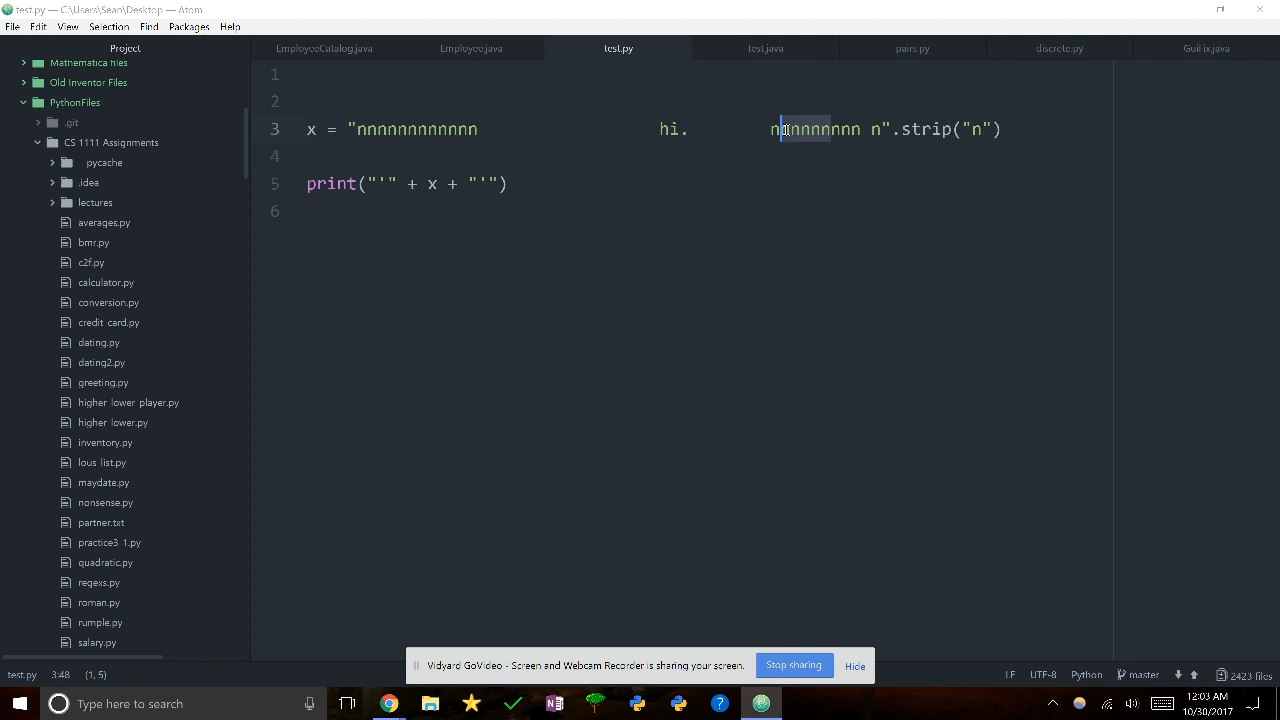 test.py — C:\Users\Sean\Desktop — Atom
File Edit View Selection Find Packages Help
Project
EmployeeCatalog.java Employee.java test.py test.java pairs.py discrete.py GuiFix.java
Mathematica files
Old Inventor Files
PythonFiles
.git
CS 1111 Assignments
pycache
.idea
lectures
averages.py
bmr.py
c2f.py
calculator.py
conversion.py
credit card.py
dating.py
dating2.py
greeting.py
higher lower player.py
higher lower.py
inventory.py
lous list.py
maydate.py
nonsense.py
partner.txt
practice3 1.py
quadratic.py
regexs.py
roman.py
rumple.py
salary.py
1
2
3 x = "nnnnnnnnnnnn                  hi.        nnnnnnnnn n".strip("n")
4
5 print("'" + x + "'")
6
Vidyard GoVideo - Screen and Webcam Recorder is sharing your screen. Stop sharing Hide
test.py 3:48 (1, 5) LF UTF-8 Python master 2423 files
Type here to search 12:03 AM
10/30/2017